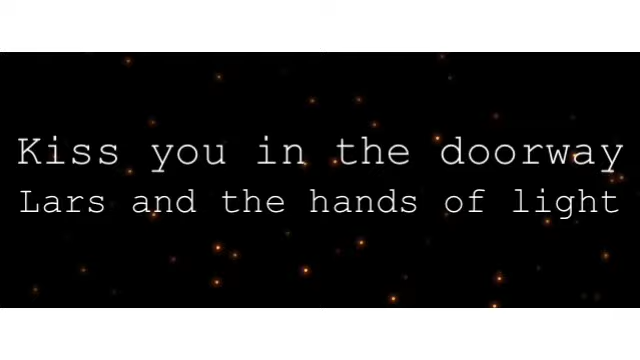 Kiss you in the doorway
Lars and the hands of light